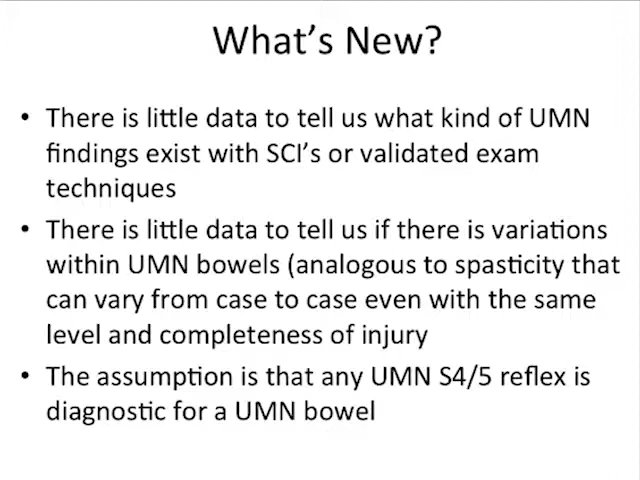 What's New?
• There is little data to tell us what kind of UMN
findings exist with SCI's or validated exam
techniques
• There is little data to tell us if there is variations
within UMN bowels (analogous to spasticity that
can vary from case to case even with the same
level and completeness of injury
• The assumption is that any UMN S4/5 reflex is
diagnostic for a UMN bowel